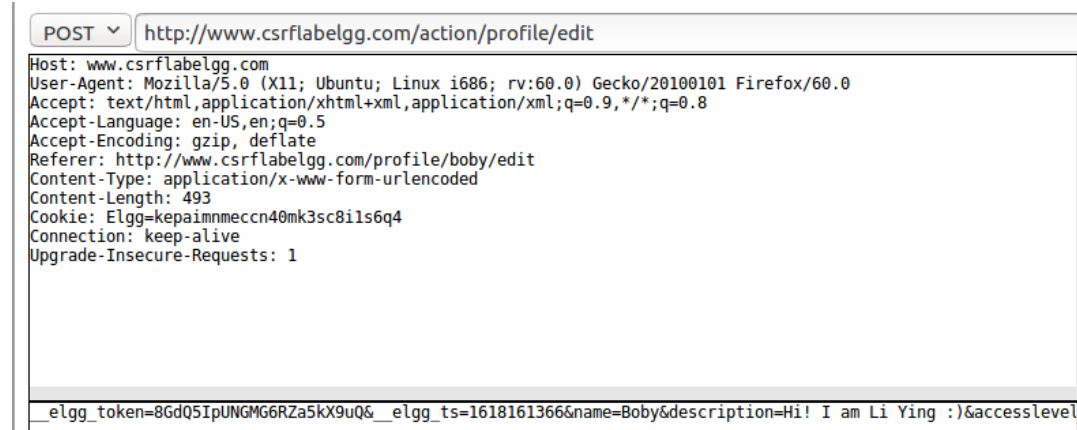 POST http://www.csrflabelgg.com/action/profile/edit
Host: www.csrflabelgg.com
User-Agent: Mozilla/5.0 (X11; Ubuntu; Linux i686; rv:60.0) Gecko/20100101 Firefox/60.0
Accept: text/html,application/xhtml+xml,application/xml;q=0.9,*/*;q=0.8
Accept-Language: en-US,en;q=0.5
Accept-Encoding: gzip, deflate
Referer: http://www.csrflabelgg.com/profile/boby/edit
Content-Type: application/x-www-form-urlencoded
Content-Length: 493
Cookie: Elgg=kepaimnmeccn40mk3sc8i1s6q4
Connection: keep-alive
Upgrade-Insecure-Requests: 1
__elgg_token=8GdQ5IpUNGMG6RZa5kX9uQ&__elgg_ts=1618161366&name=Boby&description=Hi! I am Li Ying :)&accesslevel